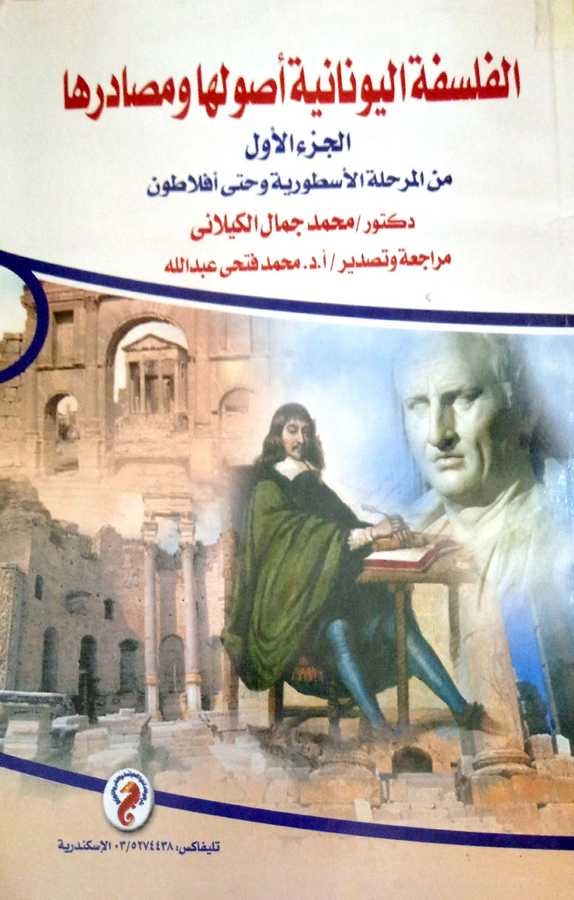 الفلسفة اليونانية أصولها ومصادرها
الجزء الأول
من المرحلة الأسطورية وحتى أفلاطون
دكتور/محمد جمال الكيلانى
مراجعة وتصدير/أ.د. محمد فتحى عبدالله
تليفاكس: ٠٣/٥٢٧٤٤٣٨ الإسكندرية